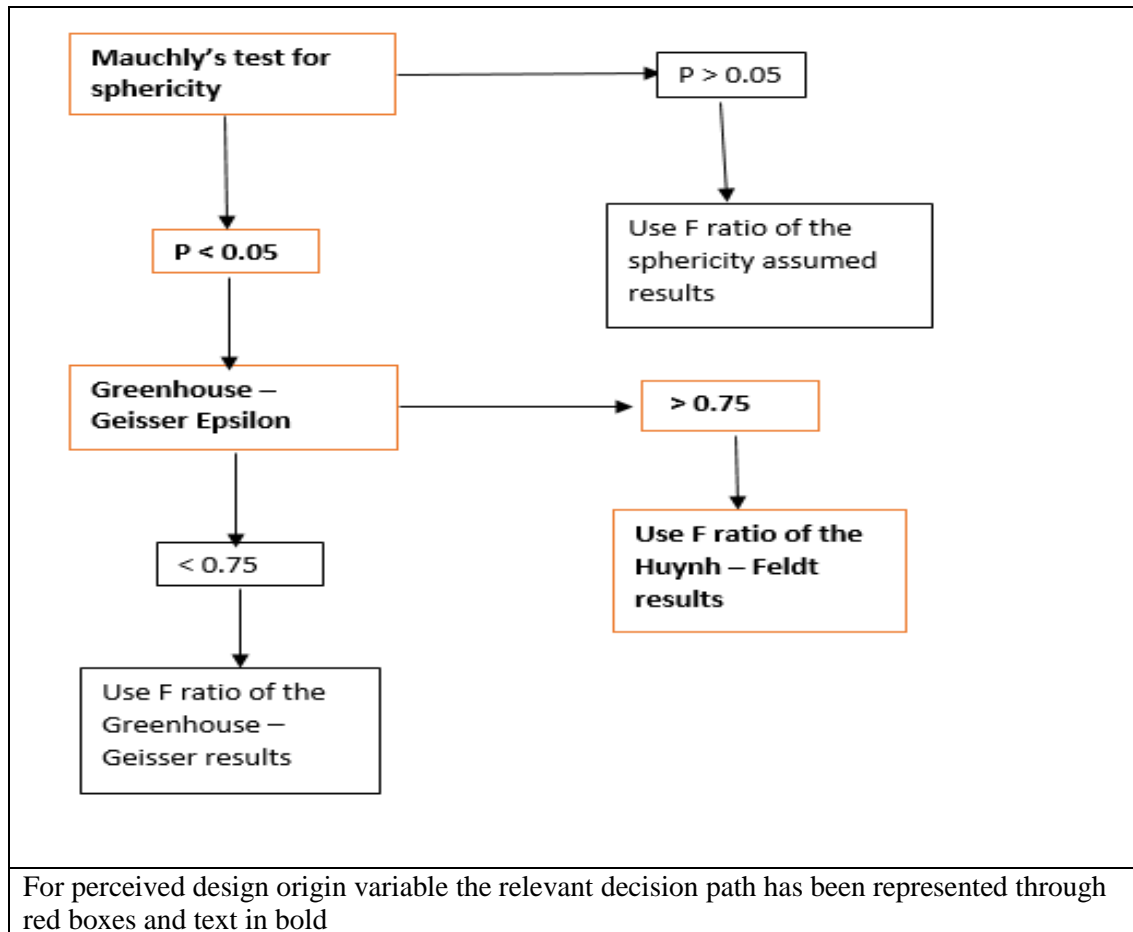 Mauchly’s test for
sphericity
P > 0.05
Use F ratio of the
sphericity assumed
results
P < 0.05
Greenhouse –
Geisser Epsilon
> 0.75
Use F ratio of the
Huynh – Feldt
results
< 0.75
Use F ratio of the
Greenhouse –
Geisser results
For perceived design origin variable the relevant decision path has been represented through
red boxes and text in bold